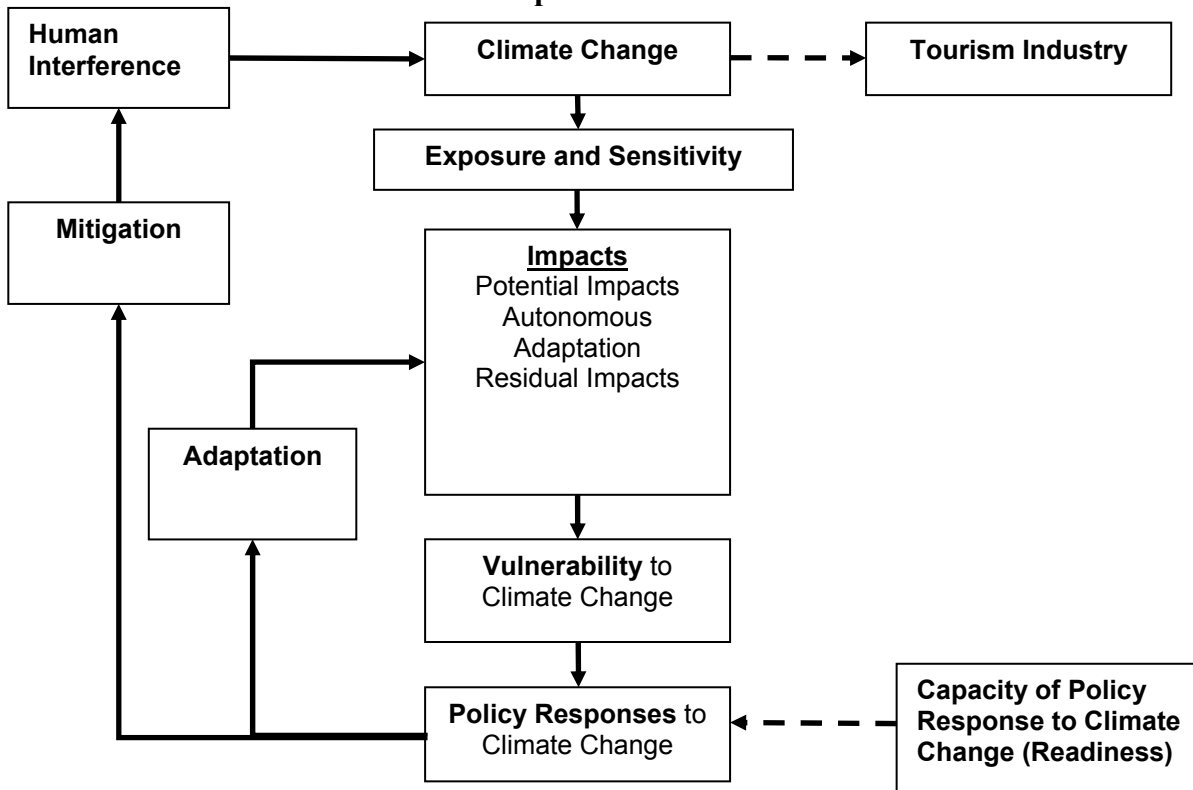 Human
Interference
Climate Change
Tourism Industry
Exposure and Sensitivity
Mitigation
Impacts
Potential Impacts
Autonomous
Adaptation
Residual Impacts
Adaptation
Vulnerability to
Climate Change
Policy Responses to
Climate Change
Capacity of Policy
Response to Climate
Change (Readiness)